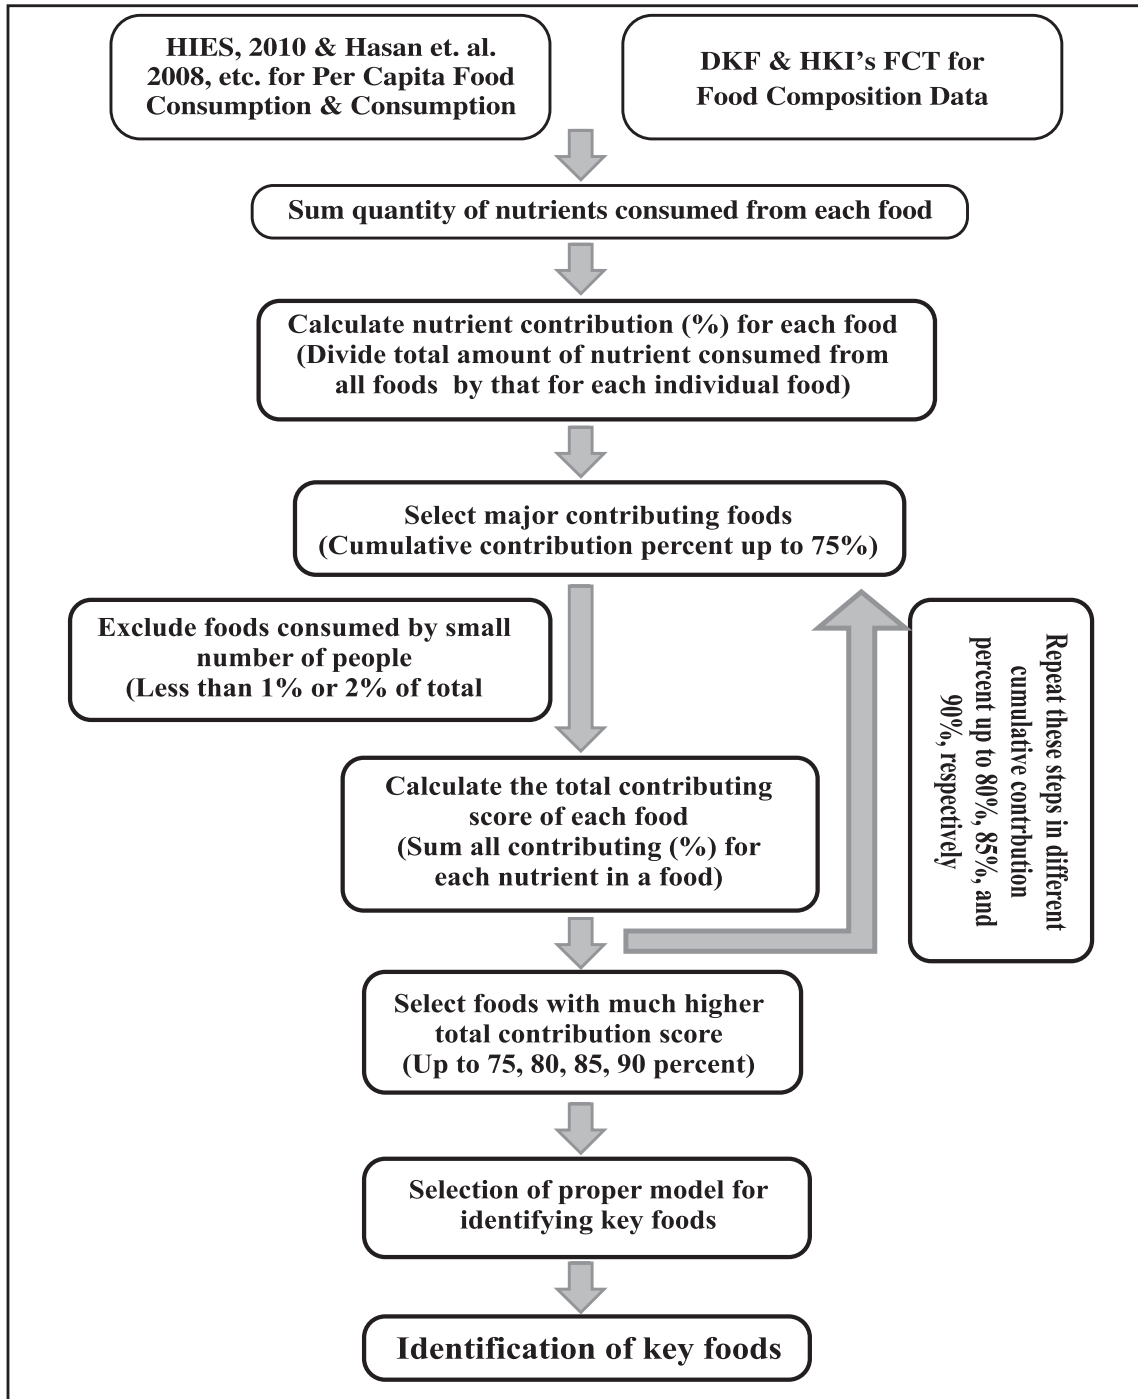 HIES, 2010 & Hasan et. al.
2008, etc. for Per Capita Food
Consumption & Consumption
DKF & HKI's FCT for
Food Composition Data
Sum quantity of nutrients consumed from each food
Calculate nutrient contribution (%) for each food
(Divide total amount of nutrient consumed from
all foods by that for each individual food)
Select major contributing foods
(Cumulative contribution percent up to 75%)
Exclude foods consumed by small
number of people
(Less than 1% or 2% of total
Repeat these steps in different
cumulative contrbution
percent up to 80%, 85%, and
90%, respectively
Calculate the total contributing
score of each food
(Sum all contributing (%) for
each nutrient in a food)
Select foods with much higher
total contribution score
(Up to 75, 80, 85, 90 percent)
Selection of proper model for
identifying key foods
Identification of key foods